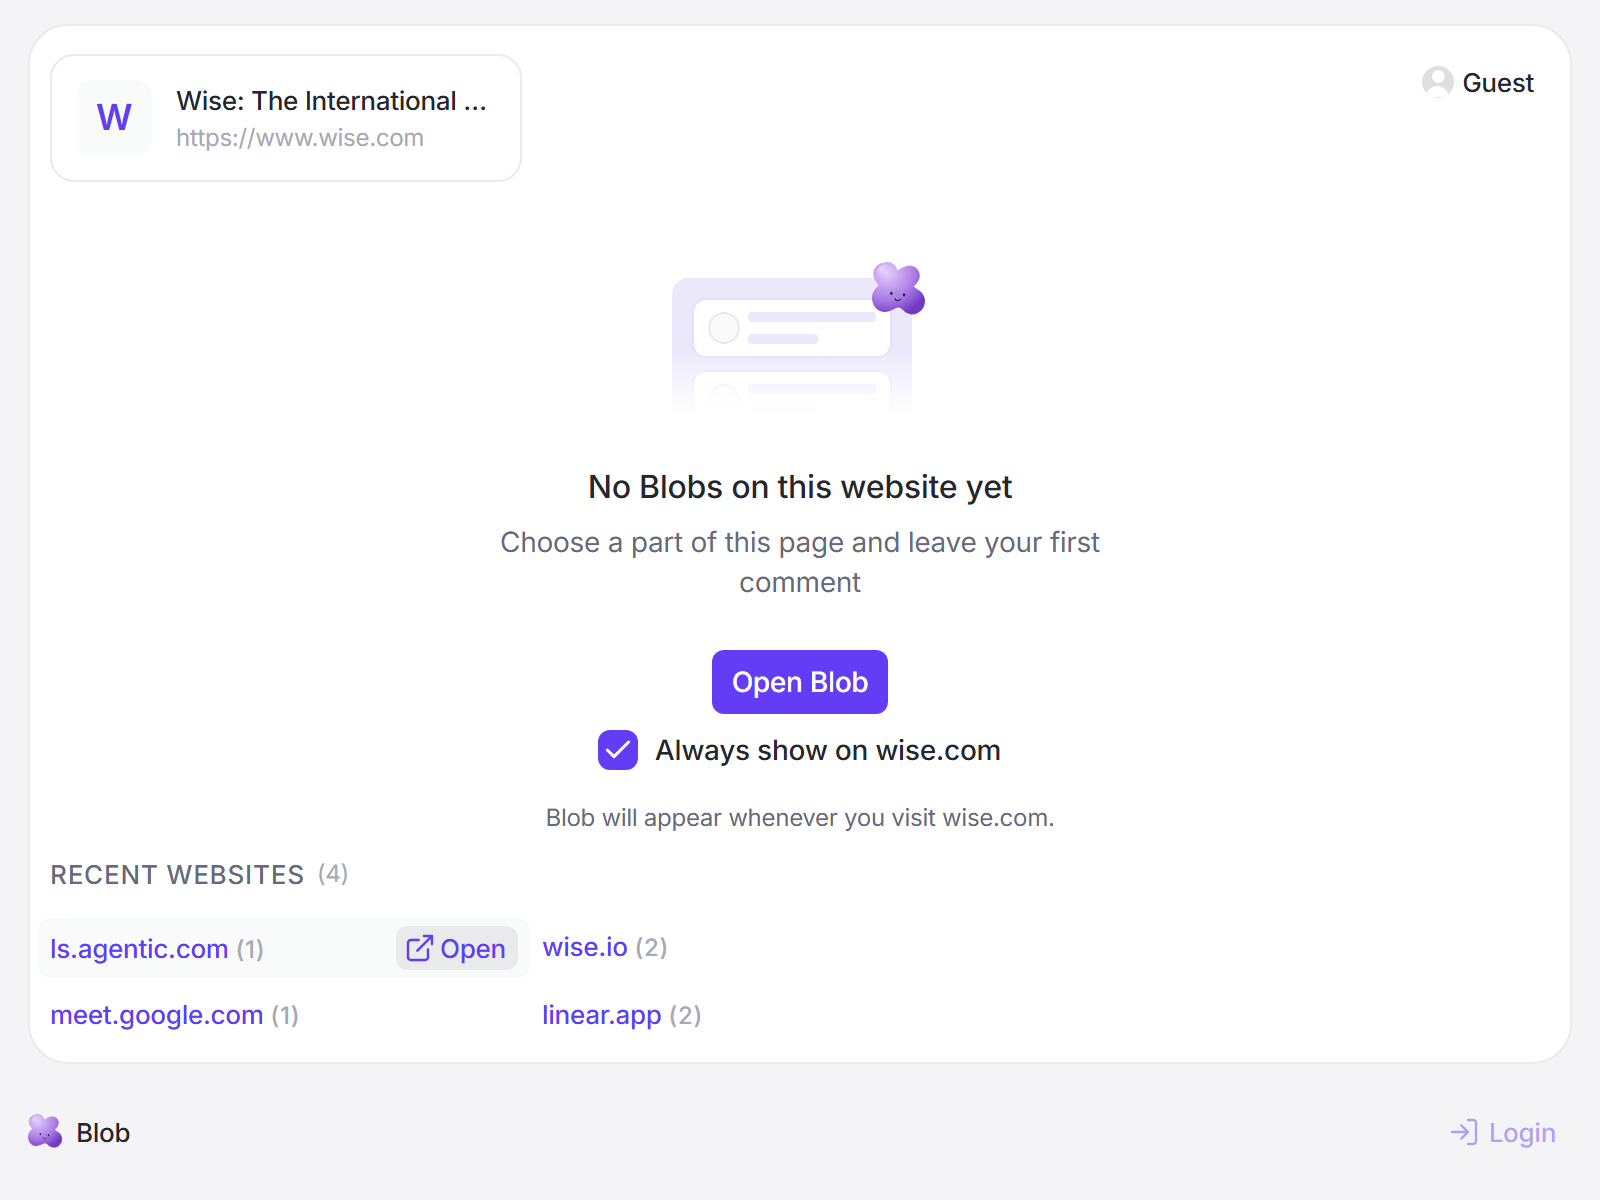 W
Wise: The International ...
https://www.wise.com
Guest
No Blobs on this website yet
Choose a part of this page and leave your first
comment
Open Blob
Always show on wise.com
Blob will appear whenever you visit wise.com.
RECENT WEBSITES (4)
ls.agentic.com (1) Open
wise.io (2)
meet.google.com (1)
linear.app (2)
Blob
Login